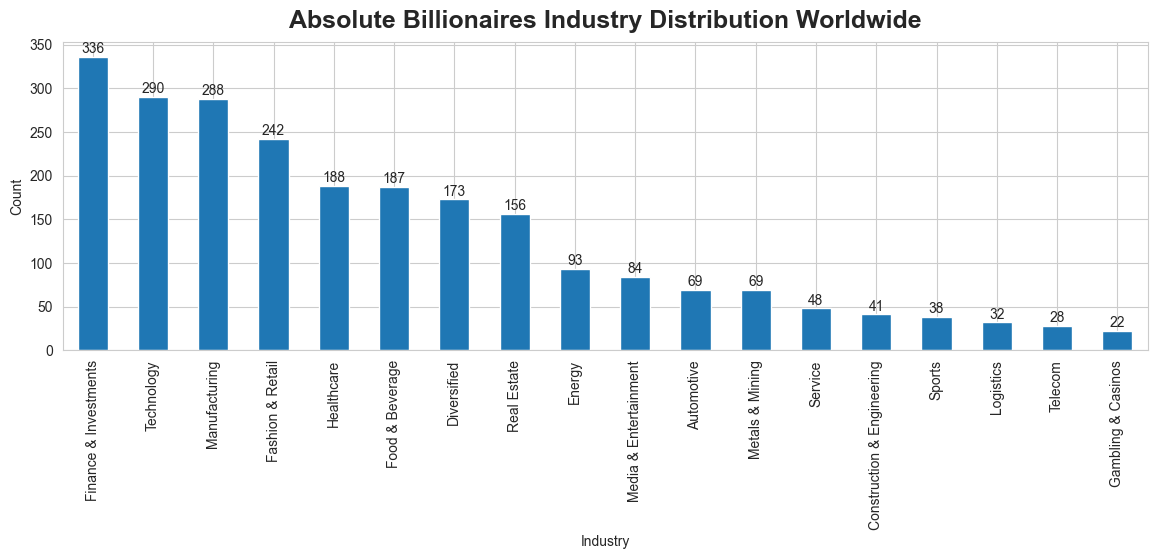 Absolute Billionaires Industry Distribution Worldwide
350
300
250
200
150
100
50
0
Count
336
290
288
242
188
187
173
156
93
84
69
69
48
41
38
32
28
22
Finance & Investments
Technology
Manufacturing
Fashion & Retail
Healthcare
Food & Beverage
Diversified
Real Estate
Energy
Media & Entertainment
Automotive
Metals & Mining
Service
Construction & Engineering
Sports
Logistics
Telecom
Gambling & Casinos
Industry